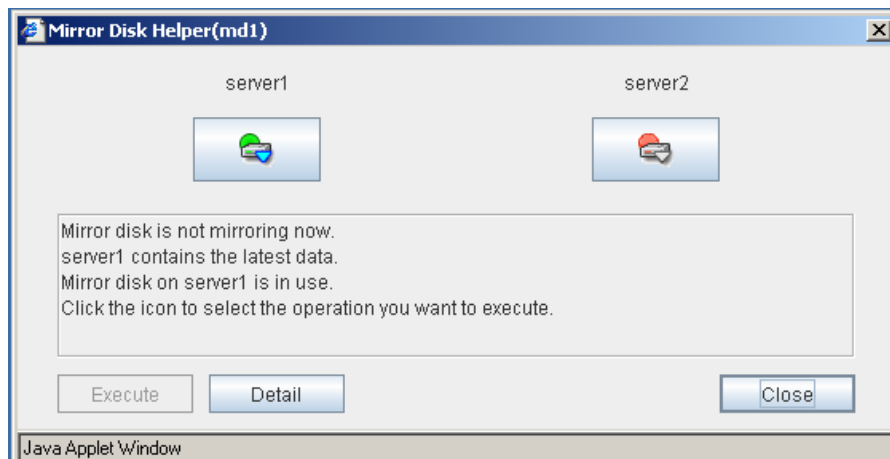 Mirror Disk Helper(md1)
server1
server2
Mirror disk is not mirroring now.
server1 contains the latest data.
Mirror disk on server1 is in use.
Click the icon to select the operation you want to execute.
Execute
Detail
Close
Java Applet Window